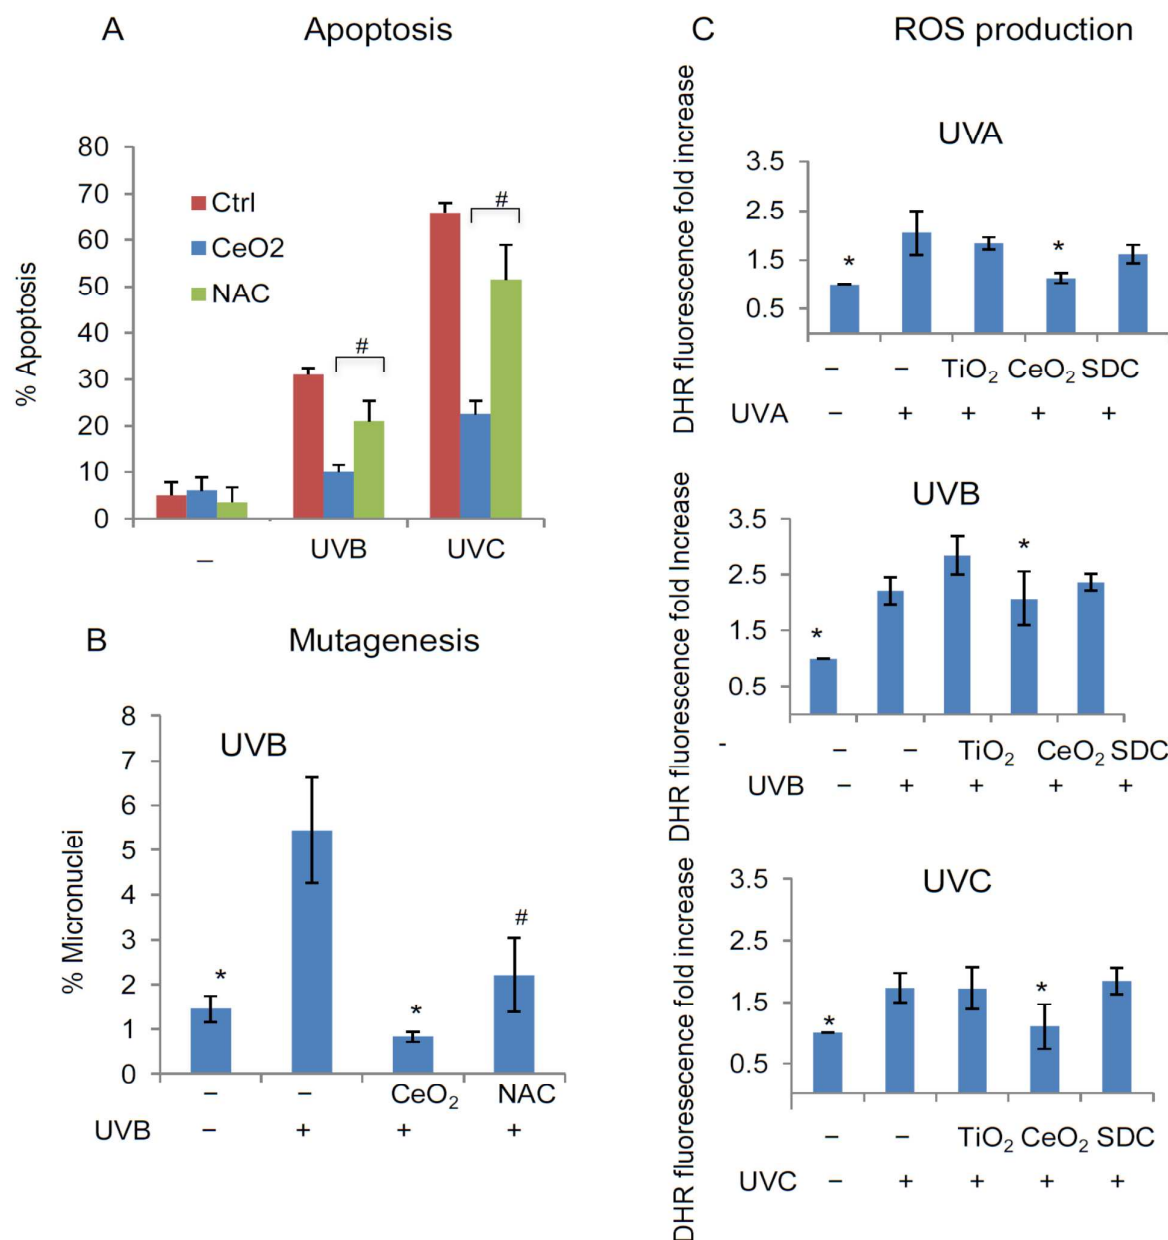 A Apoptosis
80
70
60
50
40
30
20
10
0
% Apoptosis
Ctrl
CeO2
NAC
#
#
– UVB UVC
B Mutagenesis
UVB
8%
7
6
5
4
3
2
1
0
% Micronuclei
*
*
#
– – CeO₂ NAC
UVB – + + +
C ROS production
UVA
DHR fluorescence fold increase
3.5
2.5
1.5
0.5
*
*
– – TiO₂ CeO₂ SDC
UVA – + + + +
UVB
DHR fluorescence fold Increase
3.5
2.5
1.5
0.5
*
*
-
– – TiO₂ CeO₂ SDC
UVB – + + + +
UVC
DHR fluoresecence fold increase
3.5
2.5
1.5
0.5
*
*
– – TiO₂ CeO₂ SDC
UVC – + + + +